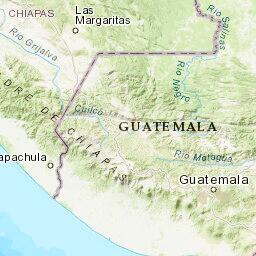 Las
Margaritas
CHIAPAS
Río Grijalva
Río Salinas
Río Negro
Cuilco
DRE DE CHIAPAS
GUATEMALA
Río Motagua
apachula
Guatemala